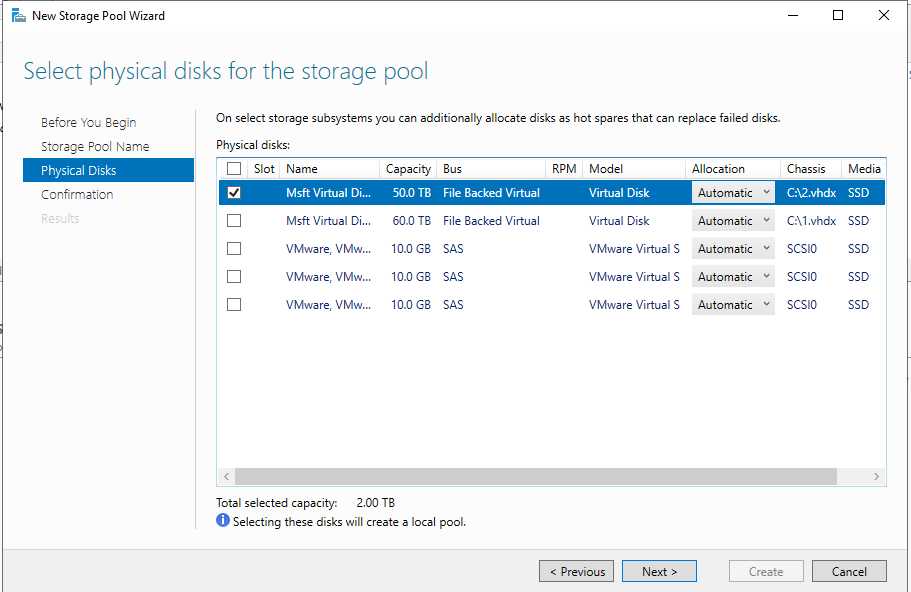 New Storage Pool Wizard
Select physical disks for the storage pool
Before You Begin
Storage Pool Name
Physical Disks
Confirmation
Results
On select storage subsystems you can additionally allocate disks as hot spares that can replace failed disks.
Physical disks:
Slot Name Capacity Bus RPM Model Allocation Chassis Media
Msft Virtual Di... 50.0 TB File Backed Virtual Virtual Disk Automatic C:\2.vhdx SSD
Msft Virtual Di... 60.0 TB File Backed Virtual Virtual Disk Automatic C:\1.vhdx SSD
VMware, VMw... 10.0 GB SAS VMware Virtual S Automatic SCSI0 SSD
VMware, VMw... 10.0 GB SAS VMware Virtual S Automatic SCSI0 SSD
VMware, VMw... 10.0 GB SAS VMware Virtual S Automatic SCSI0 SSD
Total selected capacity: 2.00 TB
Selecting these disks will create a local pool.
< Previous Next > Create Cancel